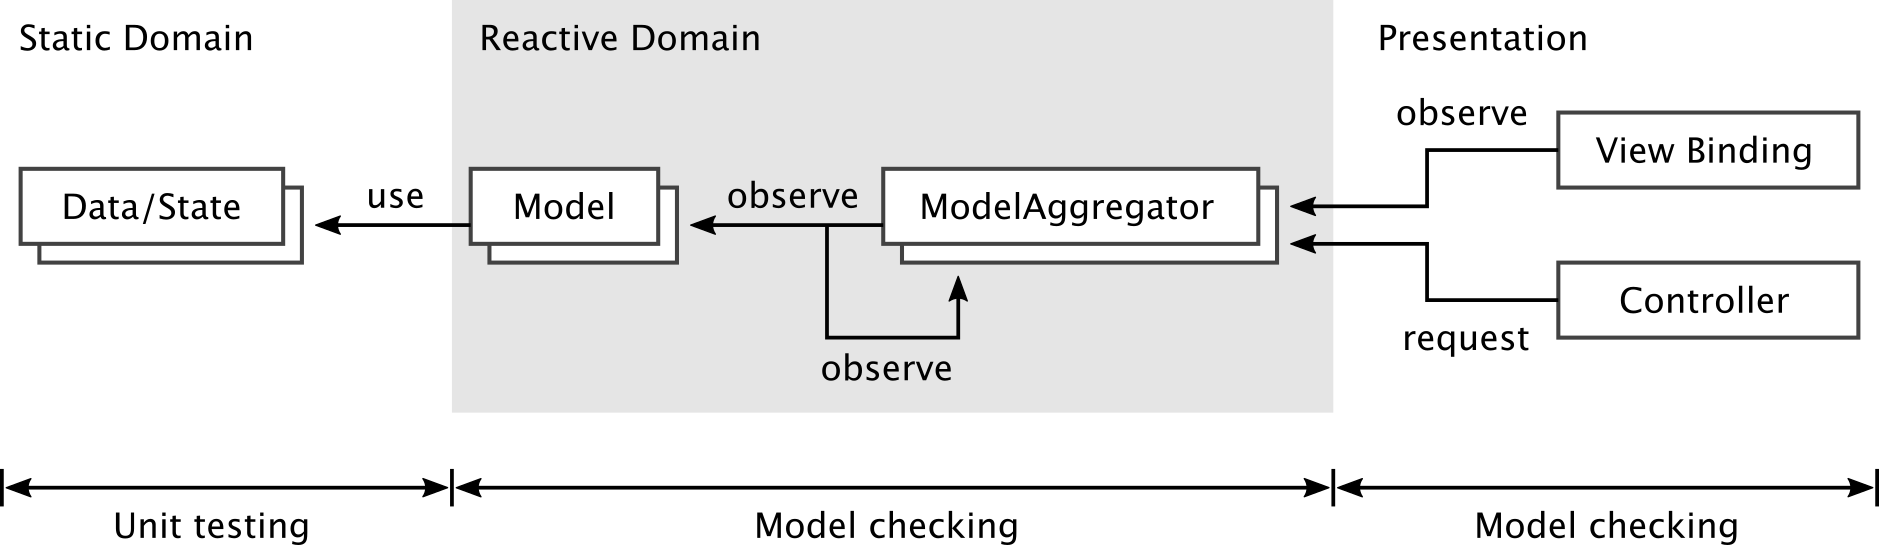 Static Domain
Reactive Domain
Presentation
observe
View Binding
Data/State
use
Model
observe
ModelAggregator
Controller
request
observe
Unit testing
Model checking
Model checking